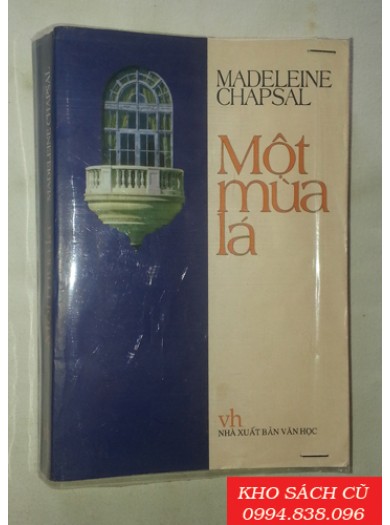 MADELEINE
CHAPSAL
Một
mùa
lá
vh
NHÀ XUẤT BẢN VĂN HỌC
KHO SÁCH CŨ
0994.838.096